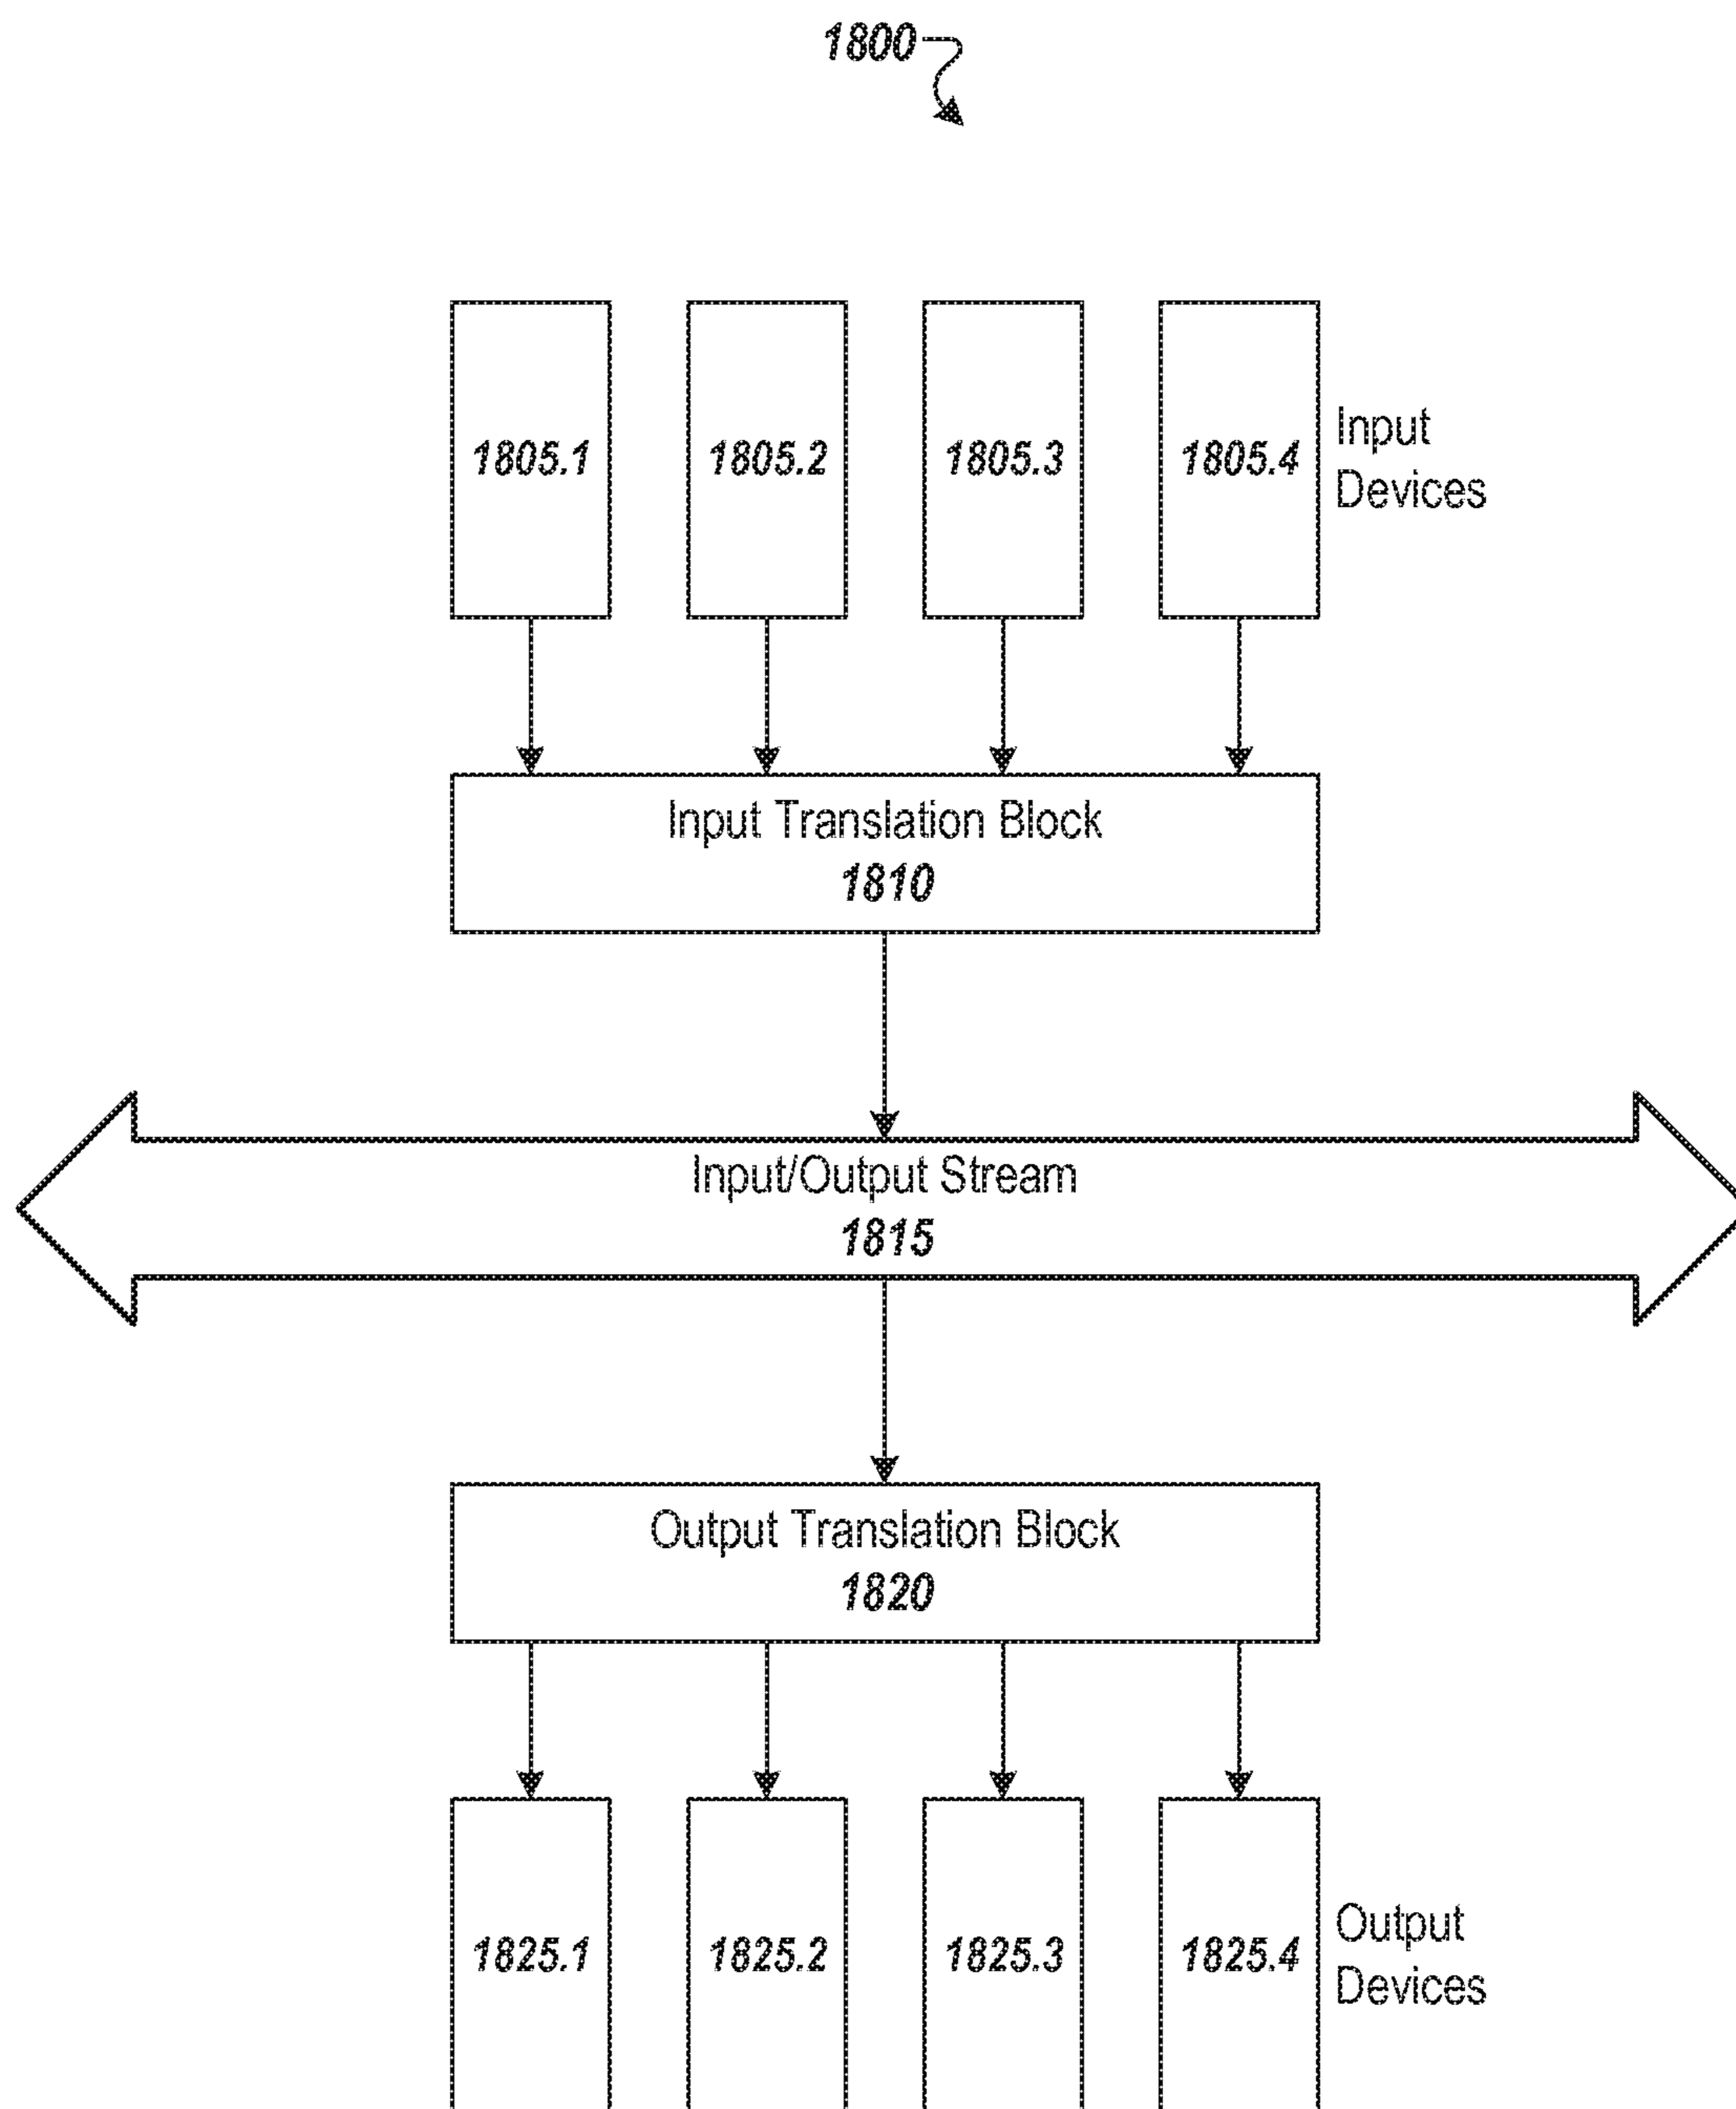 1800
1805.1
1805.2
1805.3
1805.4
Input
Devices
Input Translation Block
1810
Input/Output Stream
1815
Output Translation Block
1820
1825.1
1825.2
1825.3
1825.4
Output
Devices